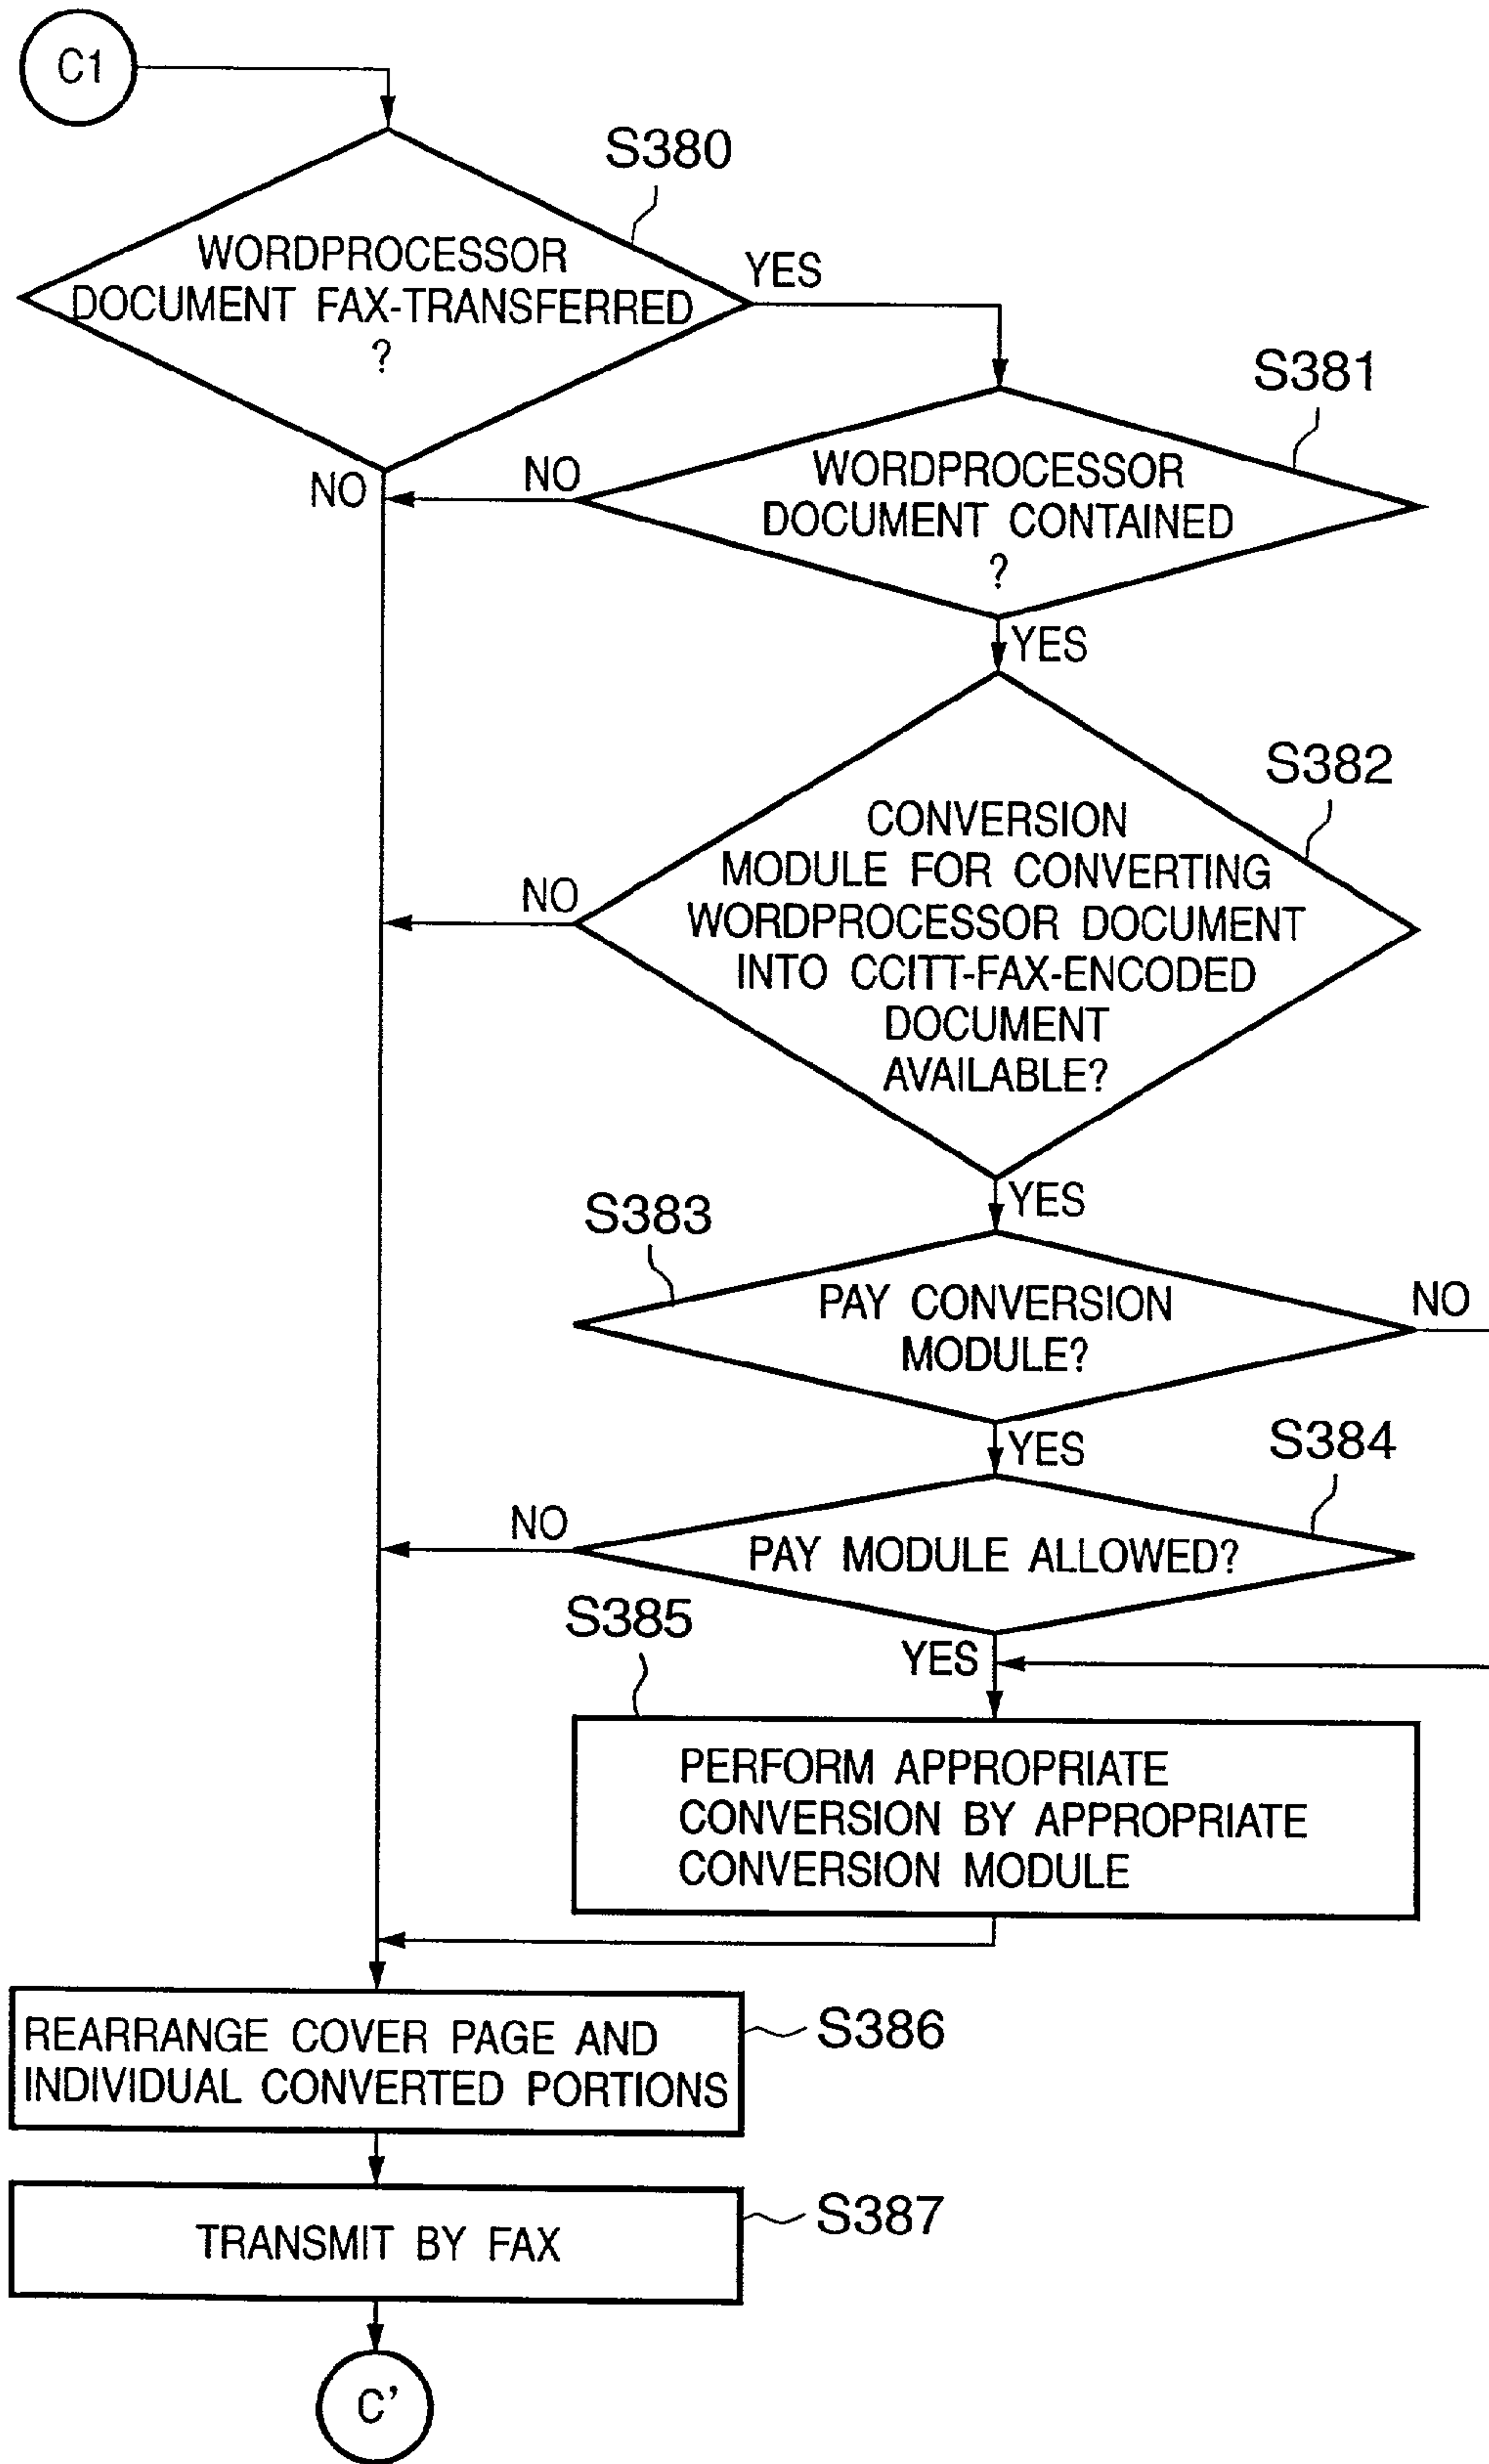 C1
S380
WORDPROCESSOR
DOCUMENT FAX-TRANSFERRED
?
YES
NO
S381
WORDPROCESSOR
DOCUMENT CONTAINED
?
NO
YES
S382
CONVERSION
MODULE FOR CONVERTING
WORDPROCESSOR DOCUMENT
INTO CCITT-FAX-ENCODED
DOCUMENT
AVAILABLE?
NO
YES
S383
PAY CONVERSION
MODULE?
NO
YES
S384
PAY MODULE ALLOWED?
NO
YES
S385
PERFORM APPROPRIATE
CONVERSION BY APPROPRIATE
CONVERSION MODULE
REARRANGE COVER PAGE AND
INDIVIDUAL CONVERTED PORTIONS
S386
TRANSMIT BY FAX
S387
C'